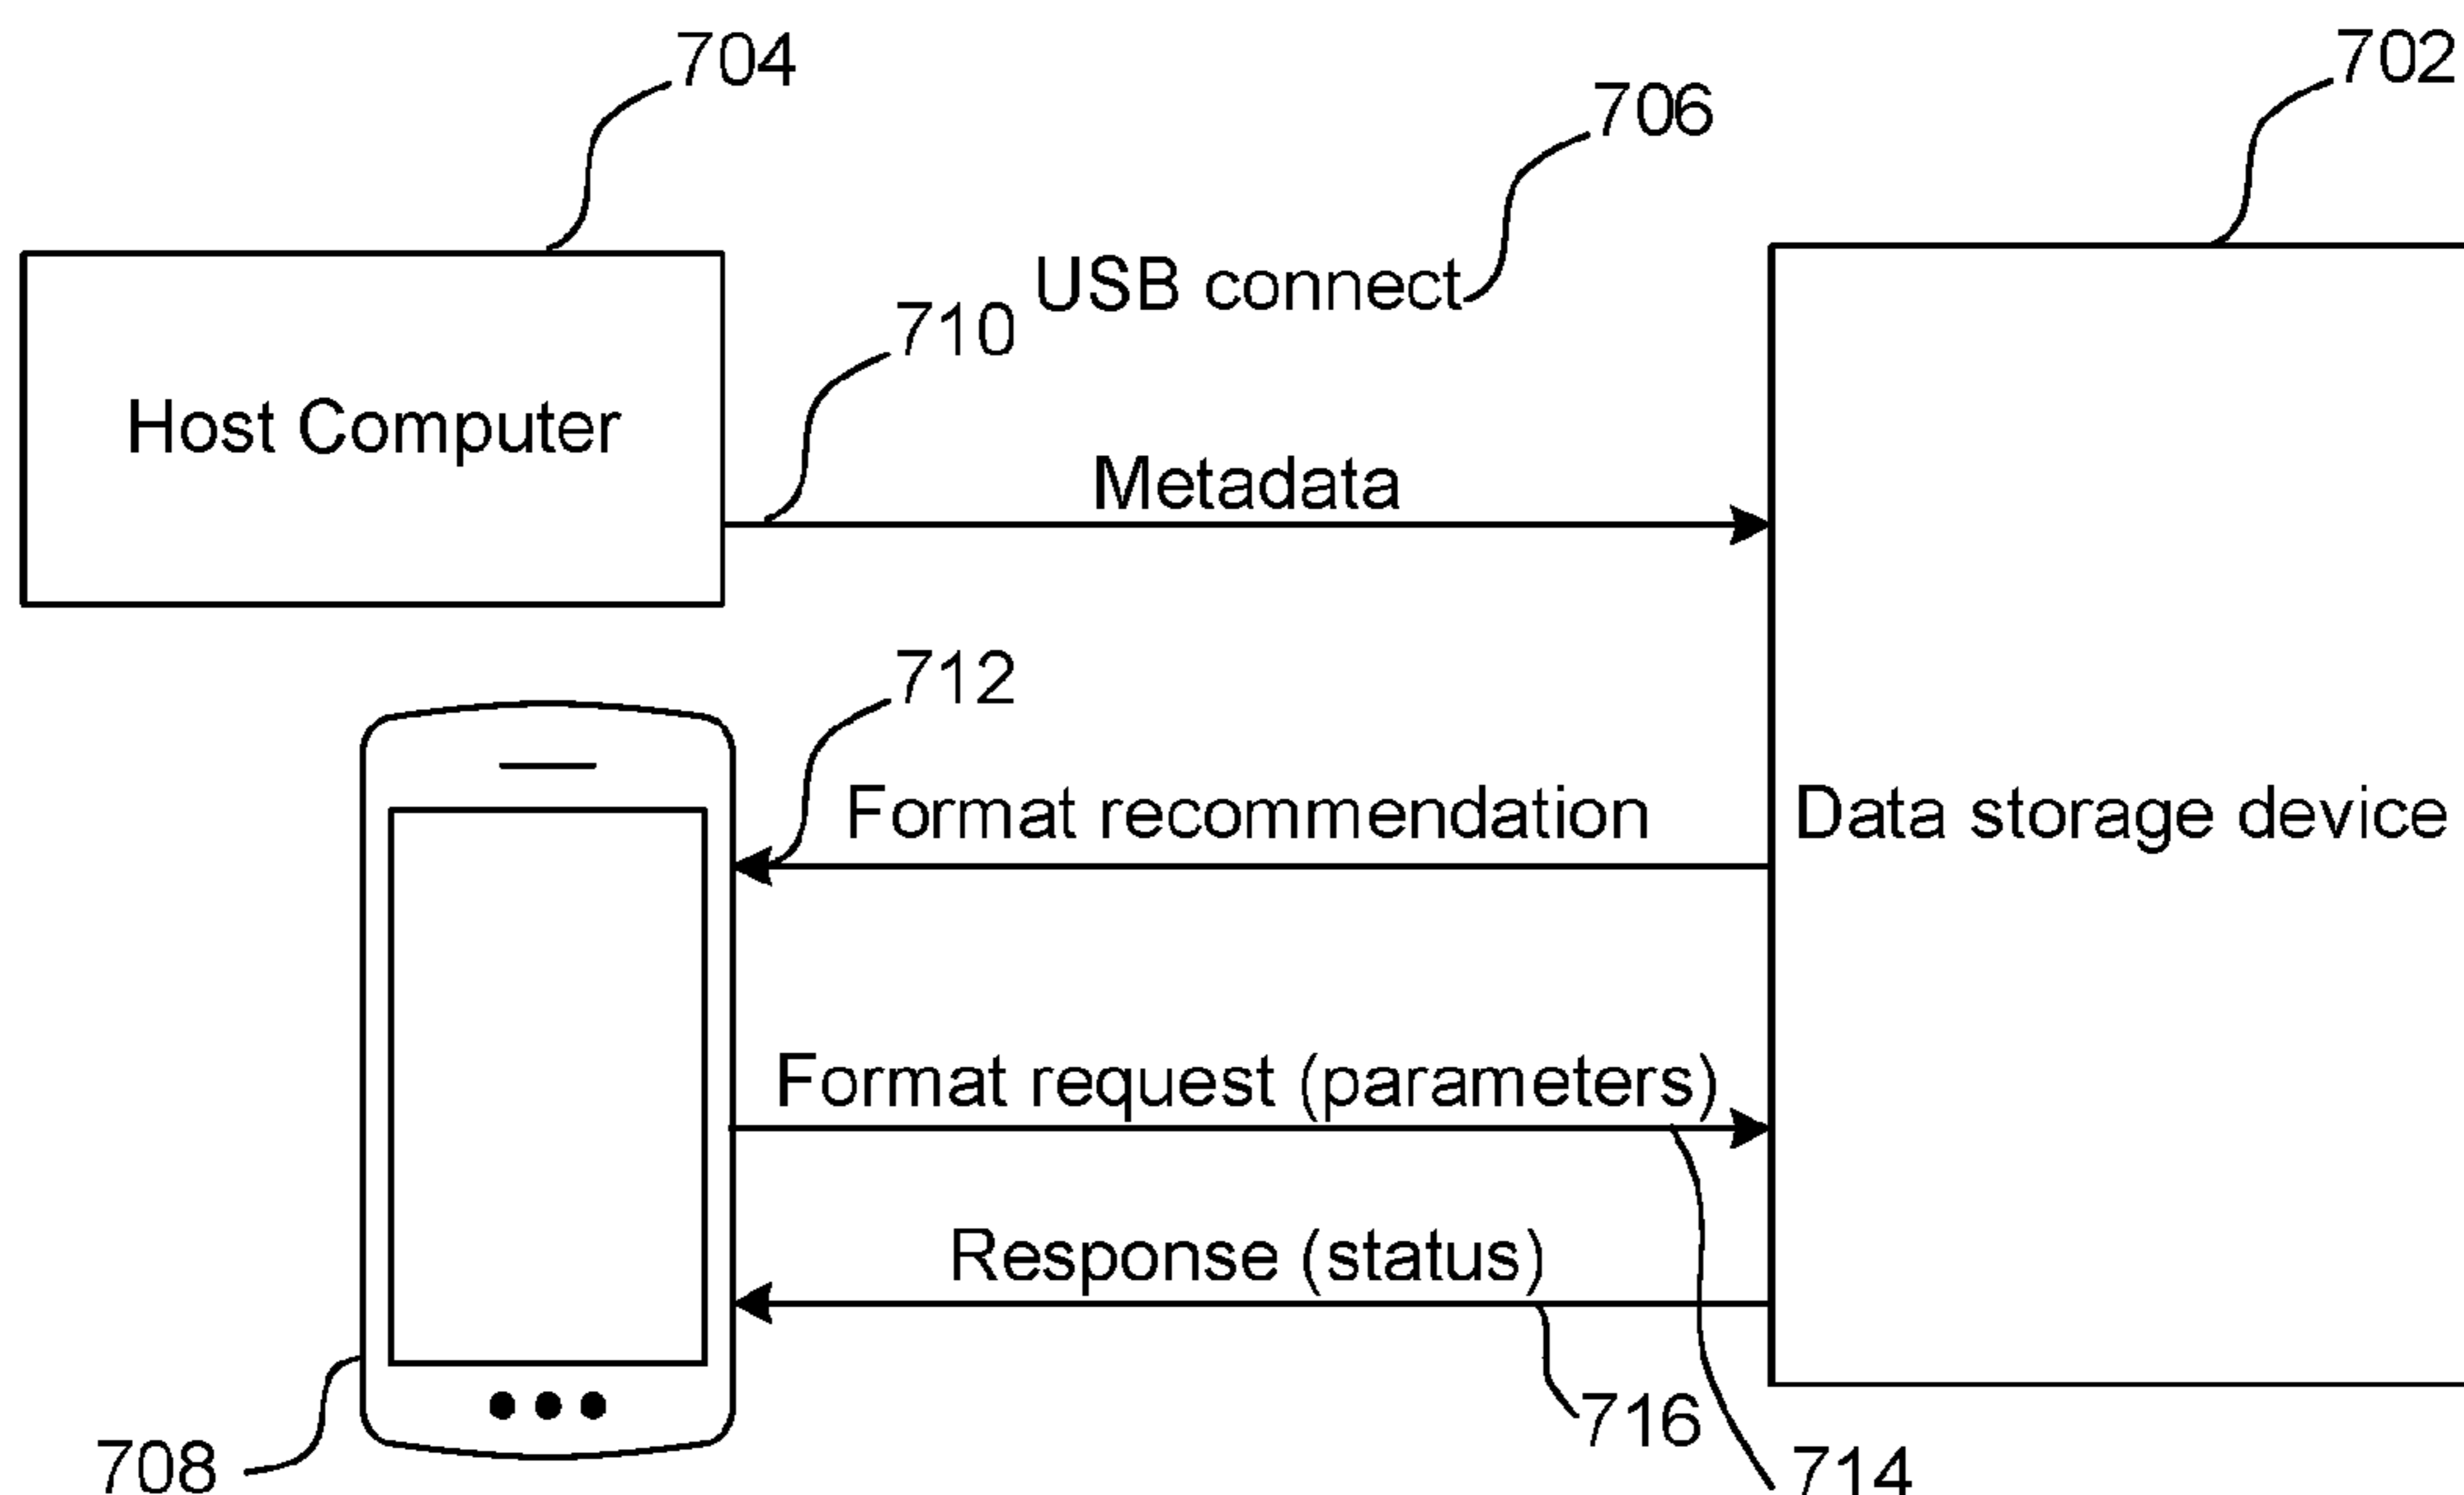 704
702
706
USB connect
710
Host Computer
Metadata
712
Format recommendation
Data storage device
Format request (parameters)
Response (status)
716
708
714